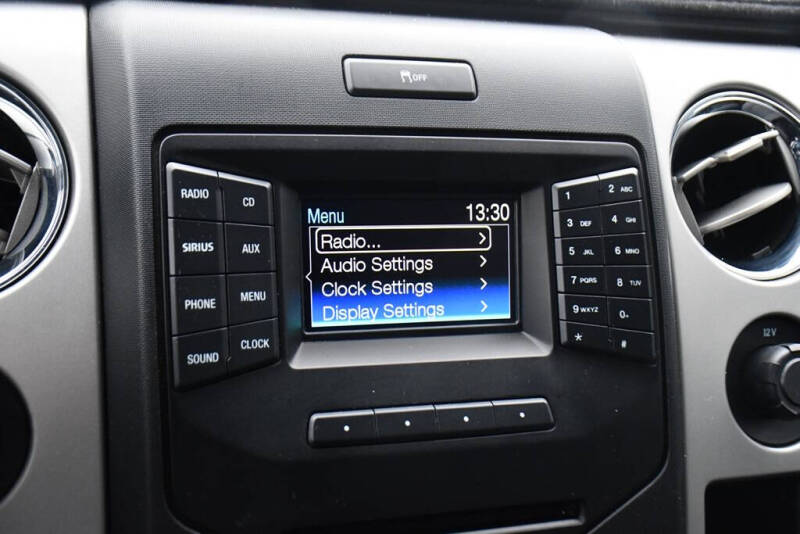 OFF
RADIO
CD
SIRIUS
AUX
PHONE
MENU
SOUND
CLOCK
Menu 13:30
Radio... >
Audio Settings >
Clock Settings >
Display Settings >
1
2 ABC
3 DEF
4 GHI
5 JKL
6 MNO
7 PQRS
8 TUV
9 WXYZ
0+
*
#
12V